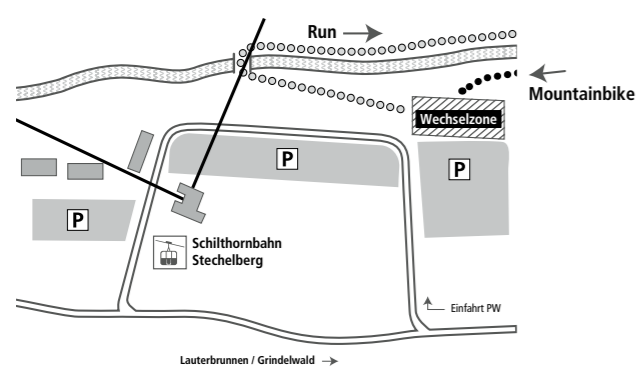 Run
Mountainbike
Wechselzone
P
P
P
Schilthornbahn
Stechelberg
Einfahrt PW
Lauterbrunnen / Grindelwald